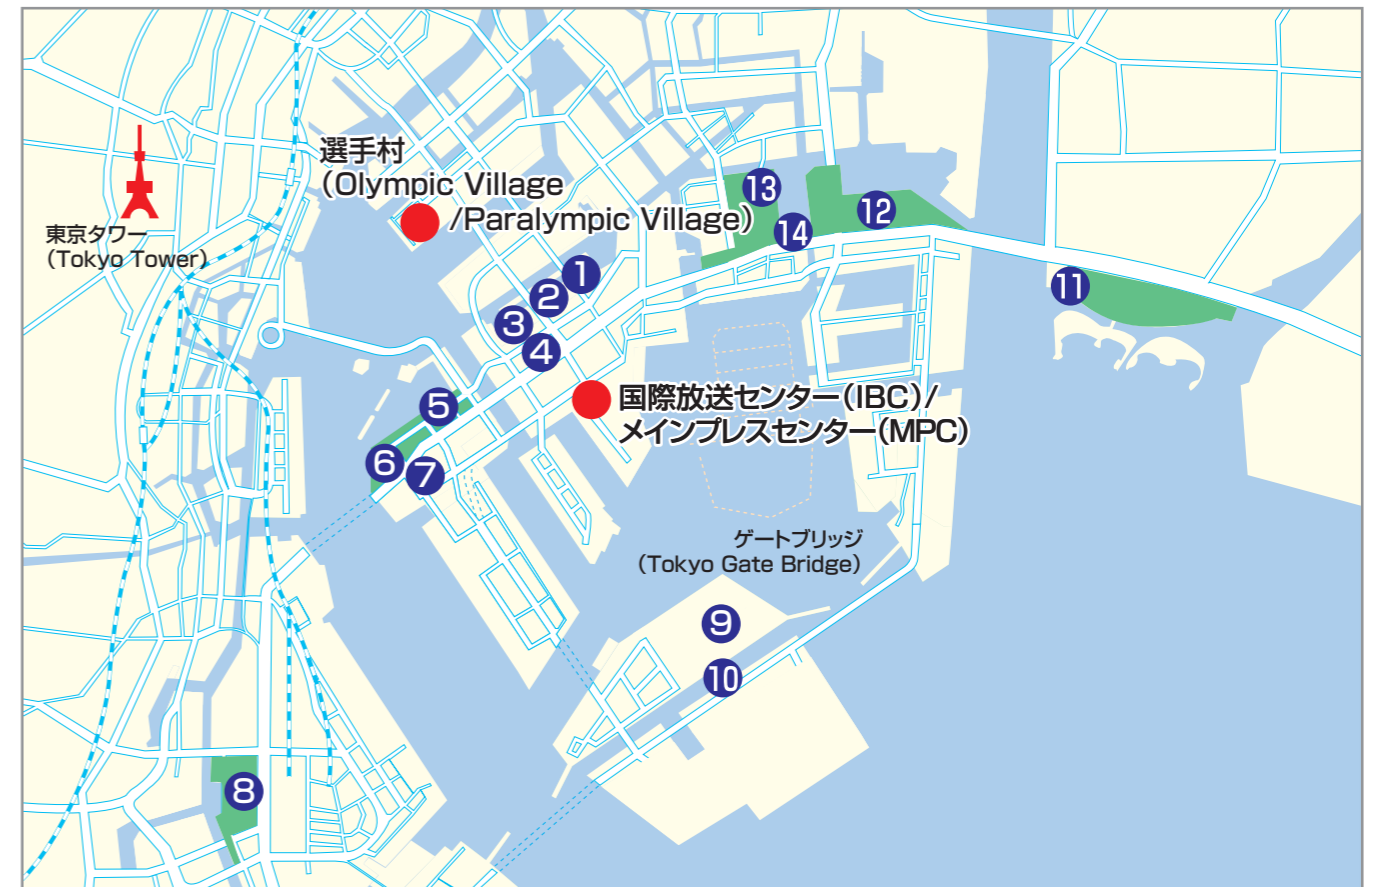 選手村
（Olympic Village
/Paralympic Village）
東京タワー
（Tokyo Tower）
13
12
14
1
11
2
3
4
国際放送センター（IBC）/
メインプレスセンター（MPC）
5
6
7
ゲートブリッジ
（Tokyo Gate Bridge）
9
10
8